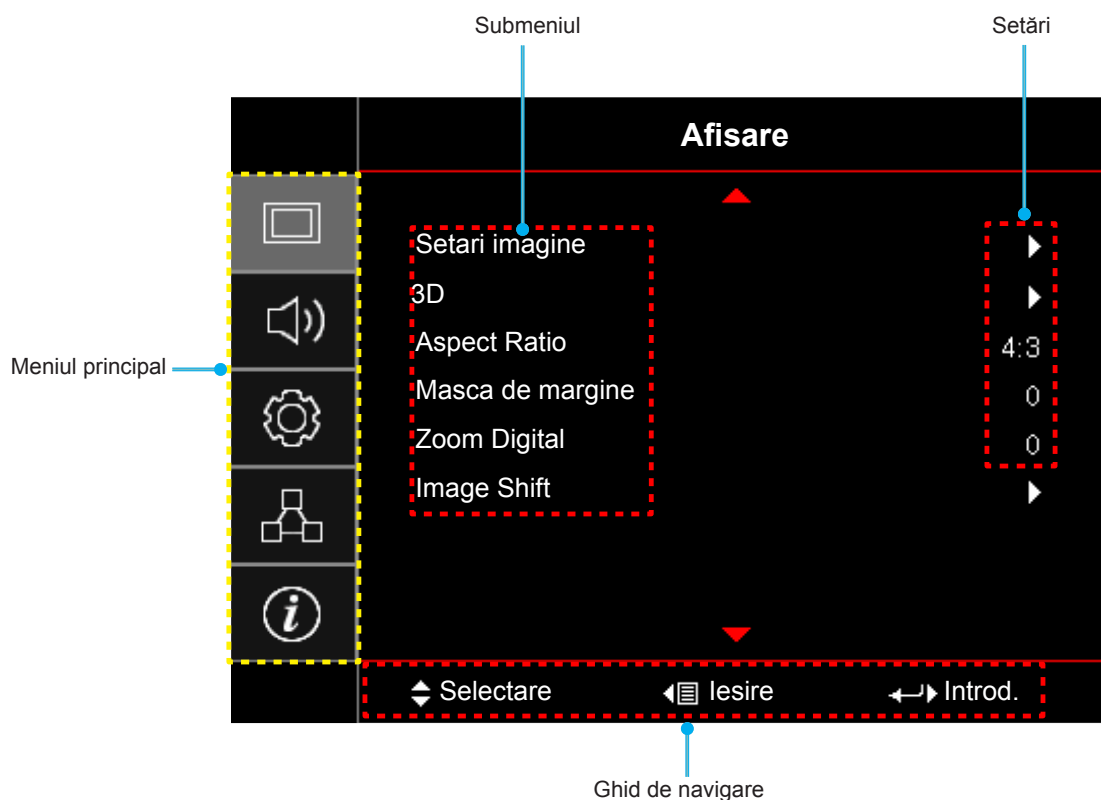 Submeniul
Setări
Afisare
Setari imagine
3D
Aspect Ratio
4:3
Masca de margine
0
Zoom Digital
0
Image Shift
Meniul principal
Selectare
Iesire
Introd.
Ghid de navigare